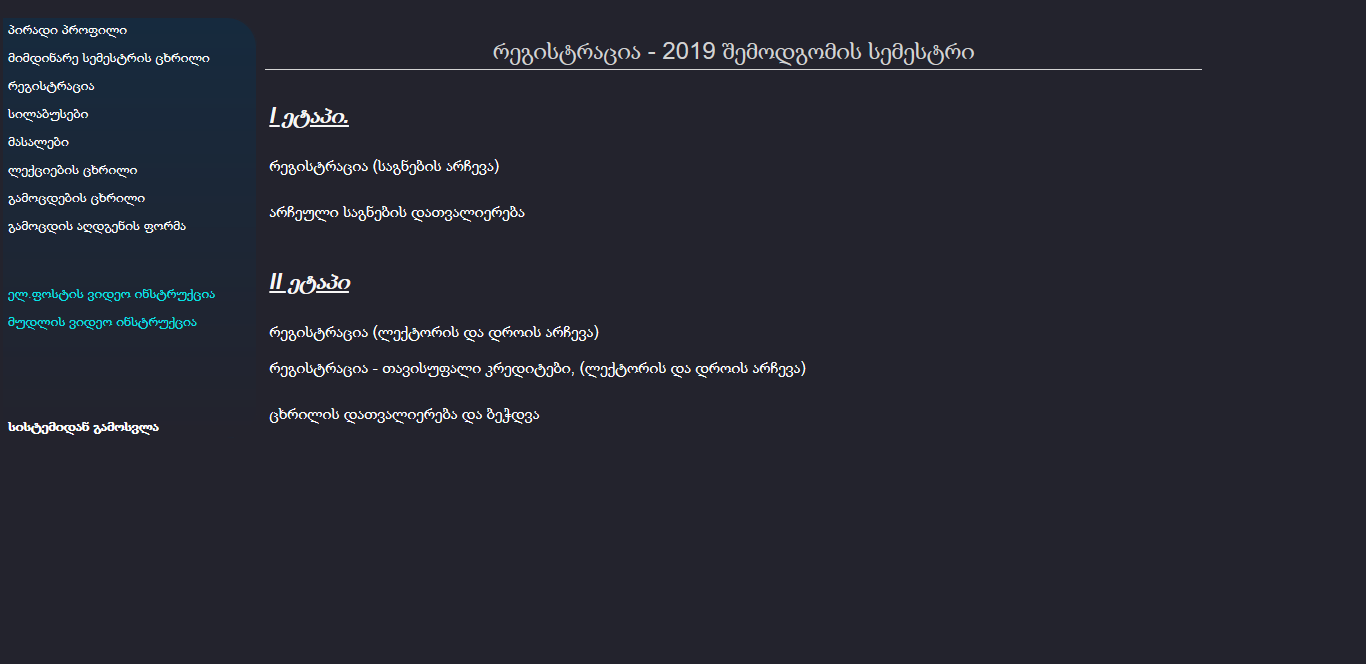 პირადი პროფილი
მიმდინარე სემესტრის ცხრილი
რეგისტრაცია
სილაბუსები
მასალები
ლექციების ცხრილი
გამოცდების ცხრილი
გამოცდის აღდგენის ფორმა
ელ.ფოსტის ვიდეო ინსტრუქცია
მუდლის ვიდეო ინსტრუქცია
სისტემიდან გამოსვლა
რეგისტრაცია - 2019 შემოდგომის სემესტრი
I ეტაპი.
რეგისტრაცია (საგნების არჩევა)
არჩეული საგნების დათვალიერება
II ეტაპი
რეგისტრაცია (ლექტორის და დროის არჩევა)
რეგისტრაცია - თავისუფალი კრედიტები, (ლექტორის და დროის არჩევა)
ცხრილის დათვალიერება და ბეჭდვა